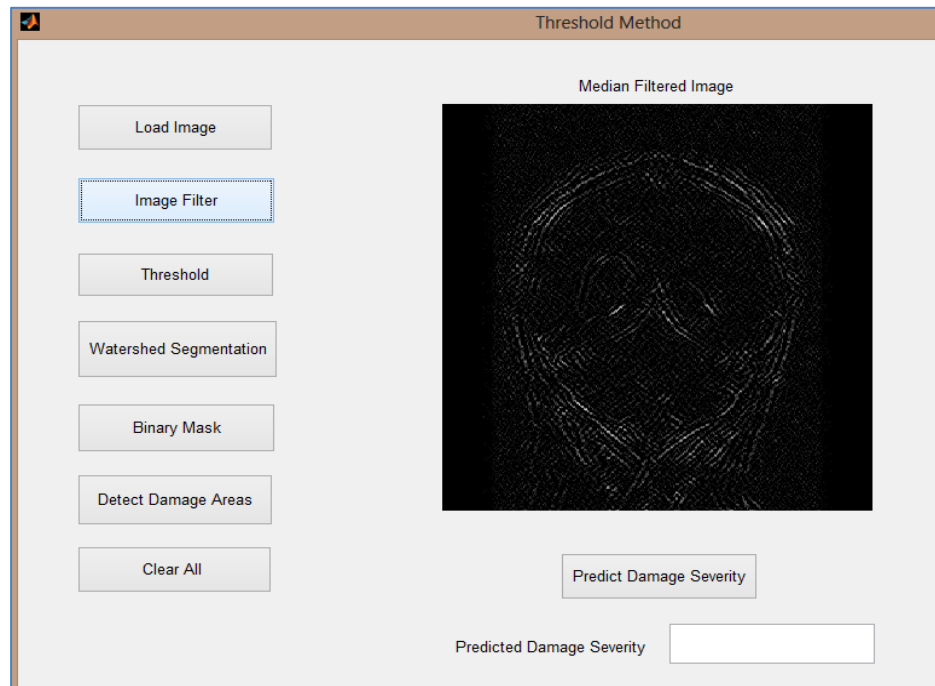 Threshold Method
Median Filtered Image
Load Image
Image Filter
Threshold
Watershed Segmentation
Binary Mask
Detect Damage Areas
Clear All
Predict Damage Severity
Predicted Damage Severity